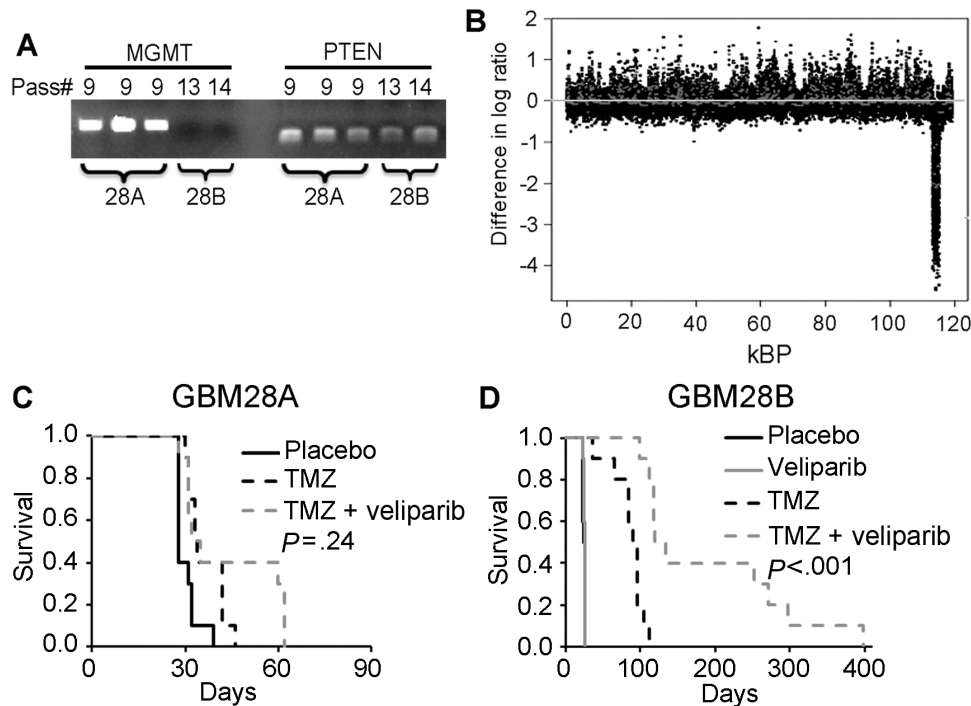 A
MGMT PTEN
Pass# 9 9 9 13 14 9 9 9 13 14
28A 28B 28A 28B
B
Difference in log ratio
2
1
0
-1
-2
-3
-4
0 20 40 60 80 100 120
kBP
C
GBM28A
Survival
1.0
0.8
0.6
0.4
0.2
0.0
Placebo
TMZ
TMZ + veliparib
P=.24
0 30 60 90
Days
D
GBM28B
Survival
1.0
0.8
0.6
0.4
0.2
0.0
Placebo
Veliparib
TMZ
TMZ + veliparib
P<.001
0 100 200 300 400
Days